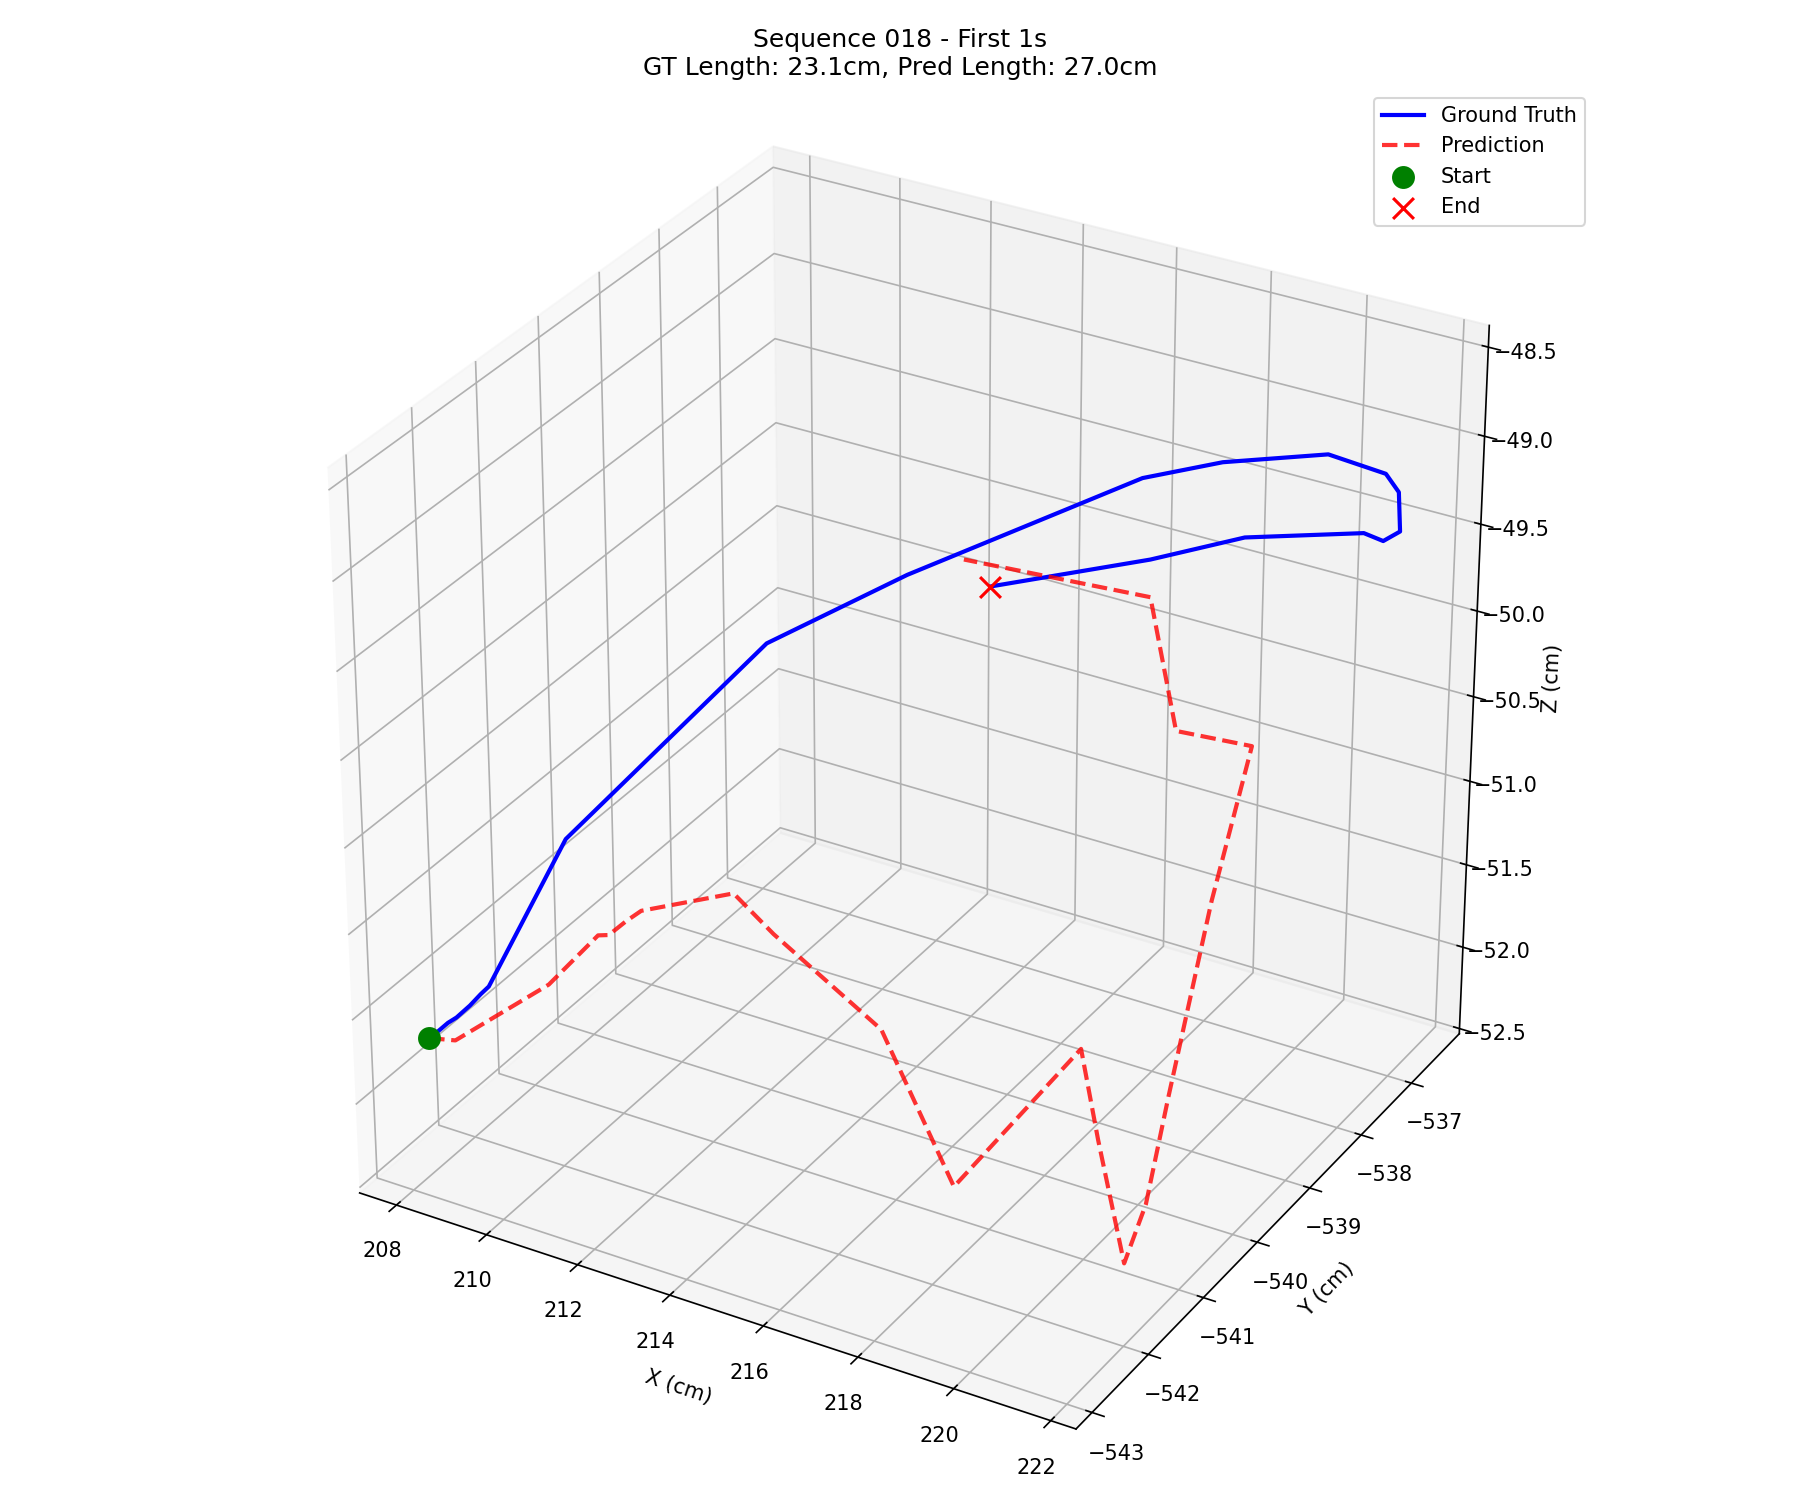 Sequence 018 - First 1s
GT Length: 23.1cm, Pred Length: 27.0cm
Ground Truth
Prediction
Start
End
−48.5
−49.0
−49.5
−50.0
−50.5
−51.0
−51.5
−52.0
−52.5
Z (cm)
−537
−538
−539
−540
−541
−542
−543
Y (cm)
208
210
212
214
216
218
220
222
X (cm)